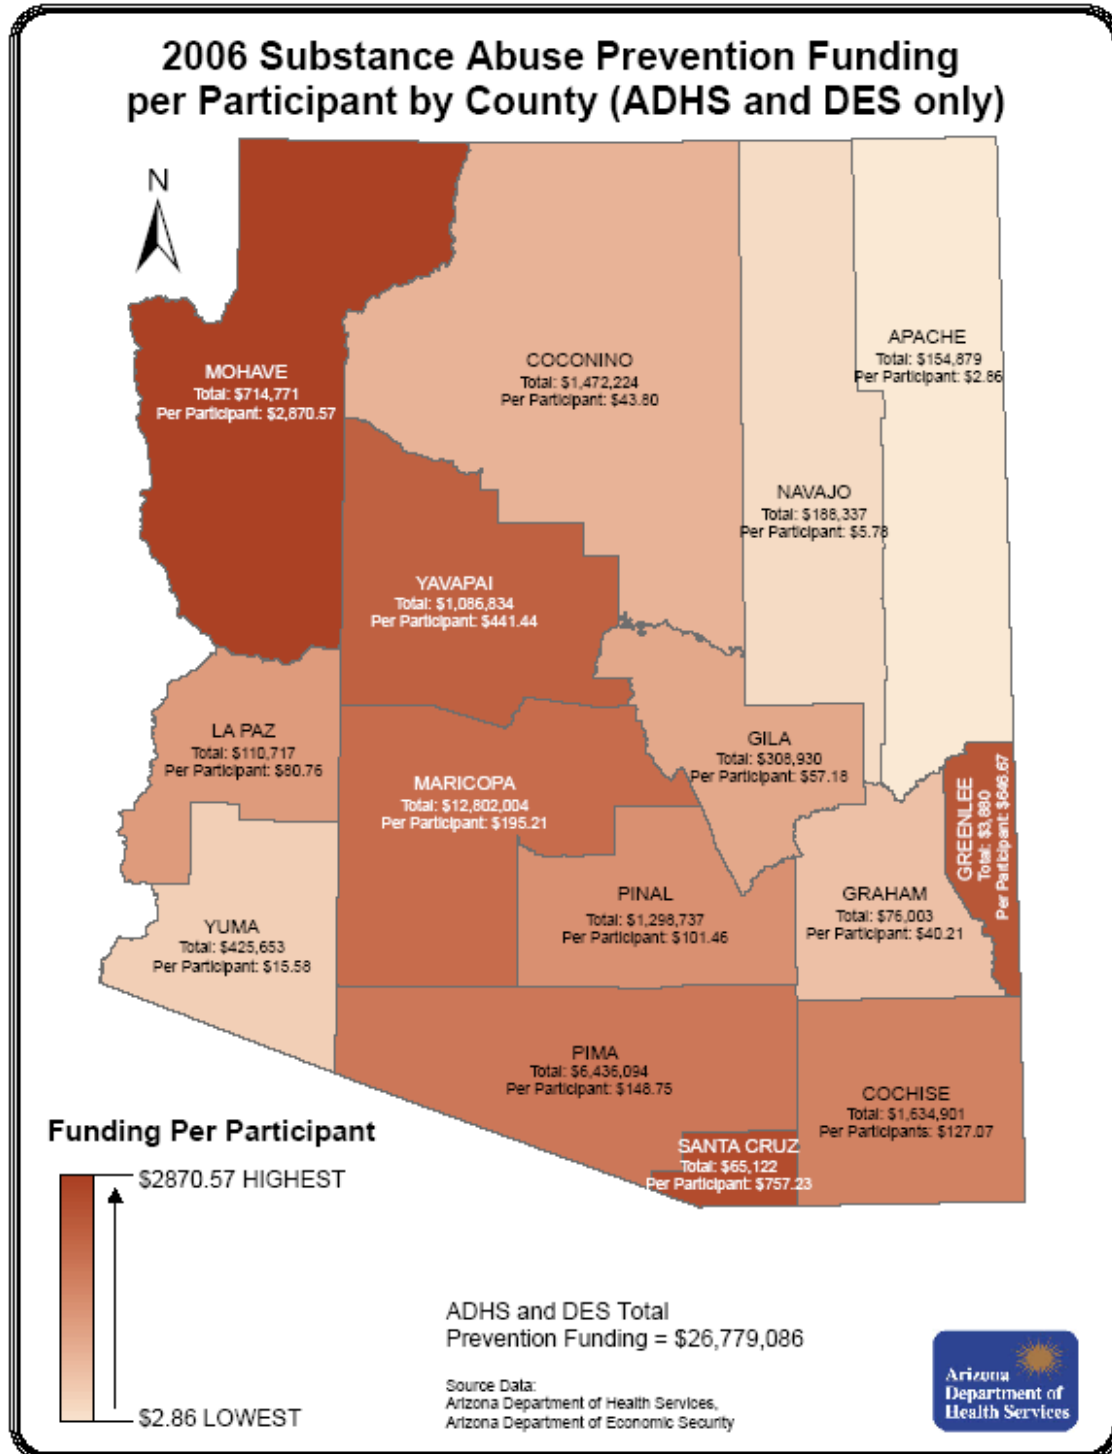 2006 Substance Abuse Prevention Funding
per Participant by County (ADHS and DES only)
N
MOHAVE
Total: $714,771
Per Participant: $2,870.57
COCONINO
Total: $1,472,224
Per Participant: $43.80
APACHE
Total: $154,879
Per Participant: $2.86
NAVAJO
Total: $188,337
Per Participant: $5.78
YAVAPAI
Total: $1,086,834
Per Participant: $441.44
LA PAZ
Total: $110,717
Per Participant: $80.76
MARICOPA
Total: $12,802,004
Per Participant: $195.21
GILA
Total: $308,930
Per Participant: $57.18
GREENLEE
Total: $3,880
Per Participant: $646.67
YUMA
Total: $425,653
Per Participant: $15.58
PINAL
Total: $1,298,737
Per Participant: $101.46
GRAHAM
Total: $76,003
Per Participant: $40.21
PIMA
Total: $6,436,094
Per Participant: $148.75
COCHISE
Total: $1,634,901
Per Participants: $127.07
SANTA CRUZ
Total: $65,122
Per Participant: $757.23
Funding Per Participant
$2870.57 HIGHEST
$2.86 LOWEST
ADHS and DES Total
Prevention Funding = $26,779,086
Source Data:
Arizona Department of Health Services,
Arizona Department of Economic Security
Arizona
Department of
Health Services